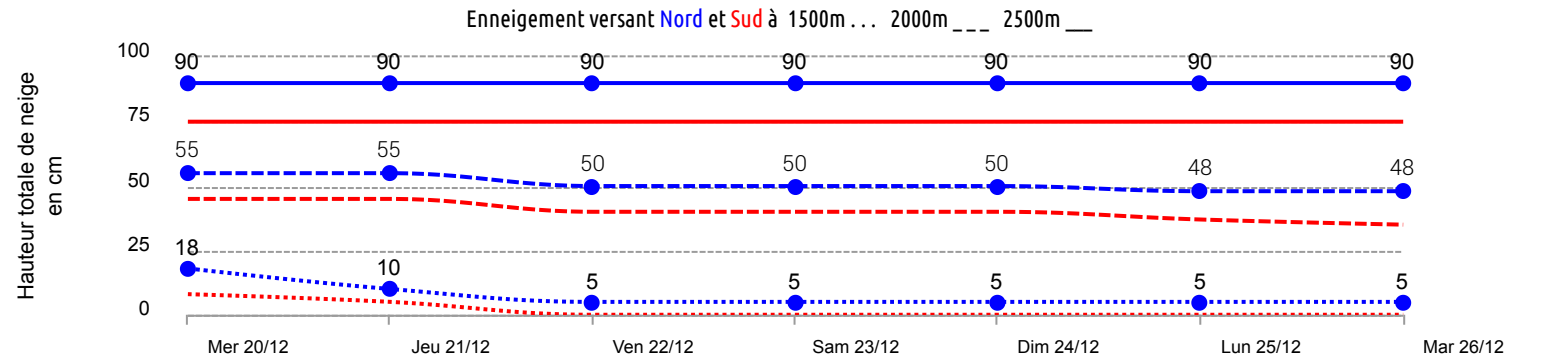 Enneigement versant Nord et Sud à 1500m . . . 2000m _ _ _ 2500m __
Hauteur totale de neige
en cm
100
90 90 90 90 90 90 90
75
55 55 50 50 50 48 48
50
25
18 10 5 5 5 5 5
0
Mer 20/12 Jeu 21/12 Ven 22/12 Sam 23/12 Dim 24/12 Lun 25/12 Mar 26/12